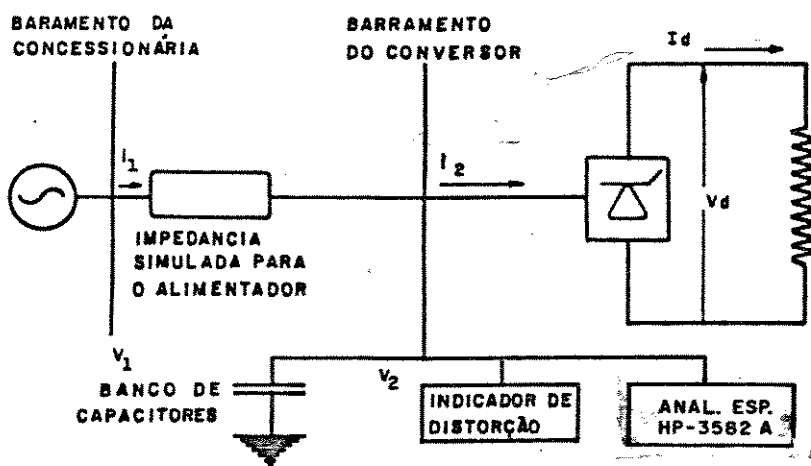 BARAMENTO DA
CONCESSIONÁRIA
BARRAMENTO
DO CONVERSOR
Id
I1
I2
Vd
IMPEDANCIA
SIMULADA PARA
O ALIMENTADOR
V1
V2
BANCO DE
CAPACITORES
INDICADOR DE
DISTORÇÃO
ANAL. ESP.
HP-3582 A